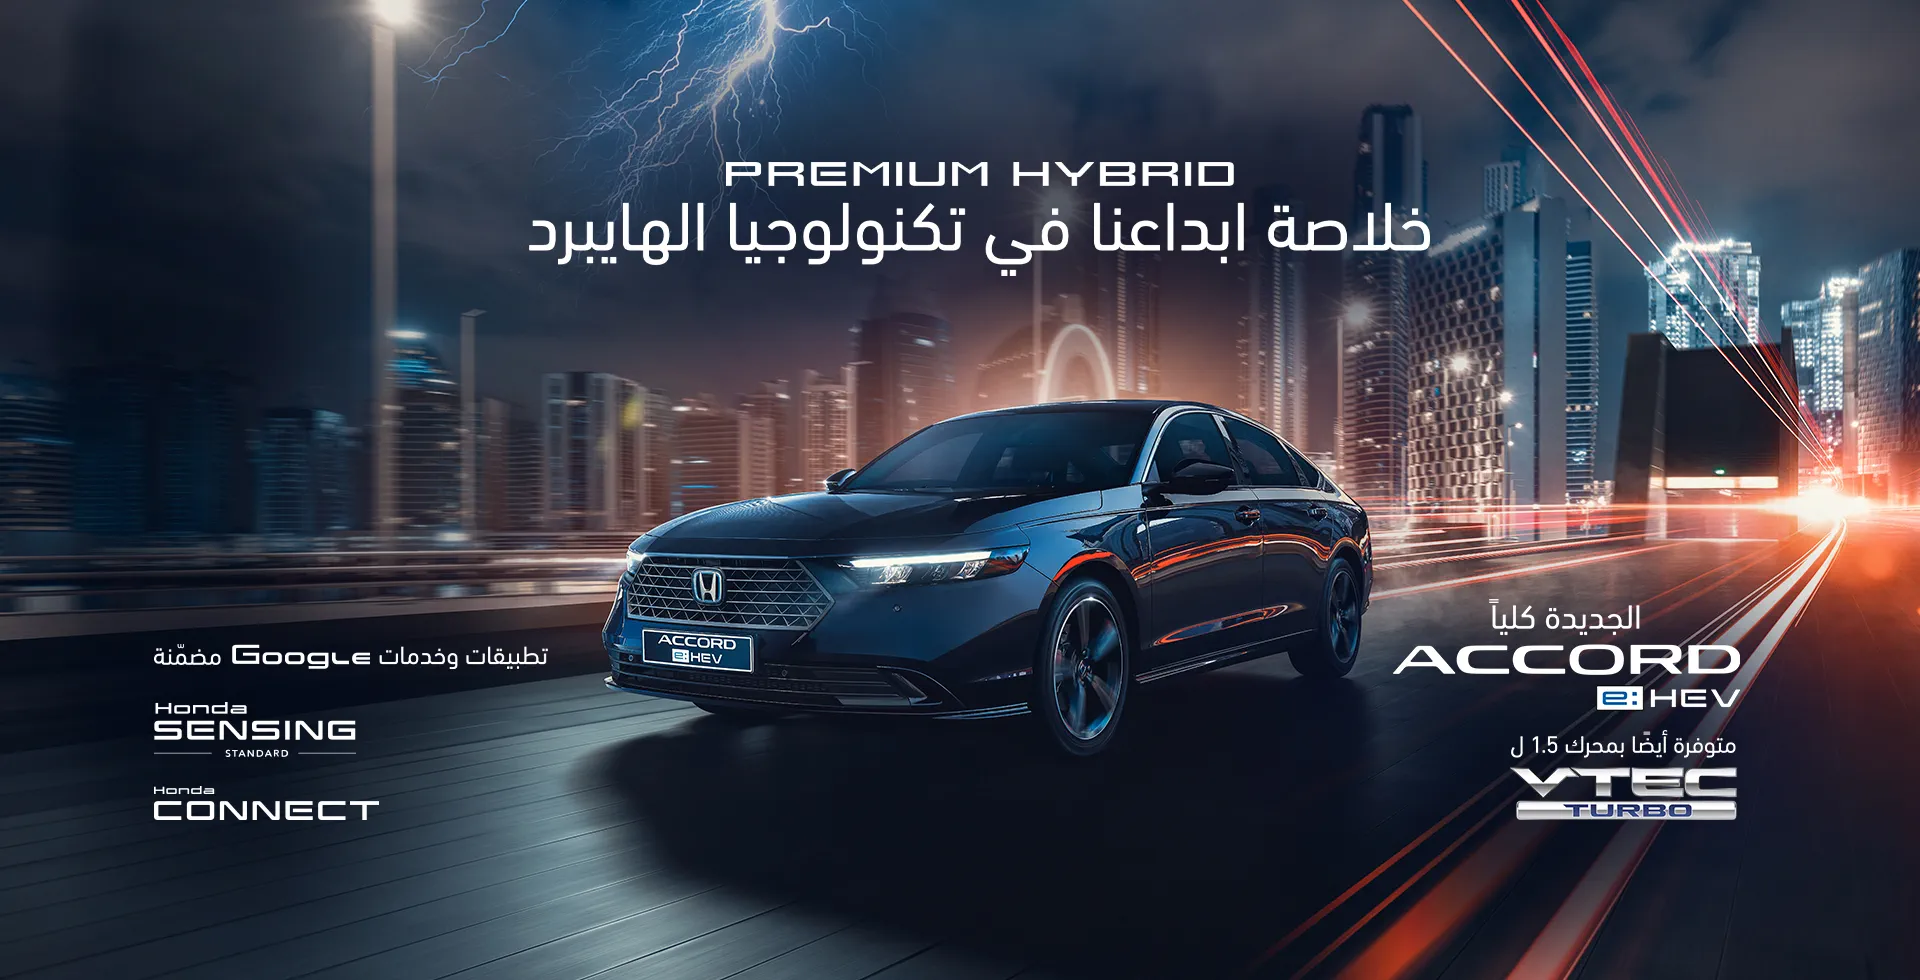 PREMIUM HYBRID
خلاصة ابداعنا في تكنولوجيا الهايبرد
ACCORD
e:HEV
الجديدة كلياً
ACCORD
e:HEV
متوفرة أيضًا بمحرك 1.5 ل
VTEC
TURBO
تطبيقات وخدمات Google مضمّنة
Honda
SENSING
STANDARD
Honda
CONNECT